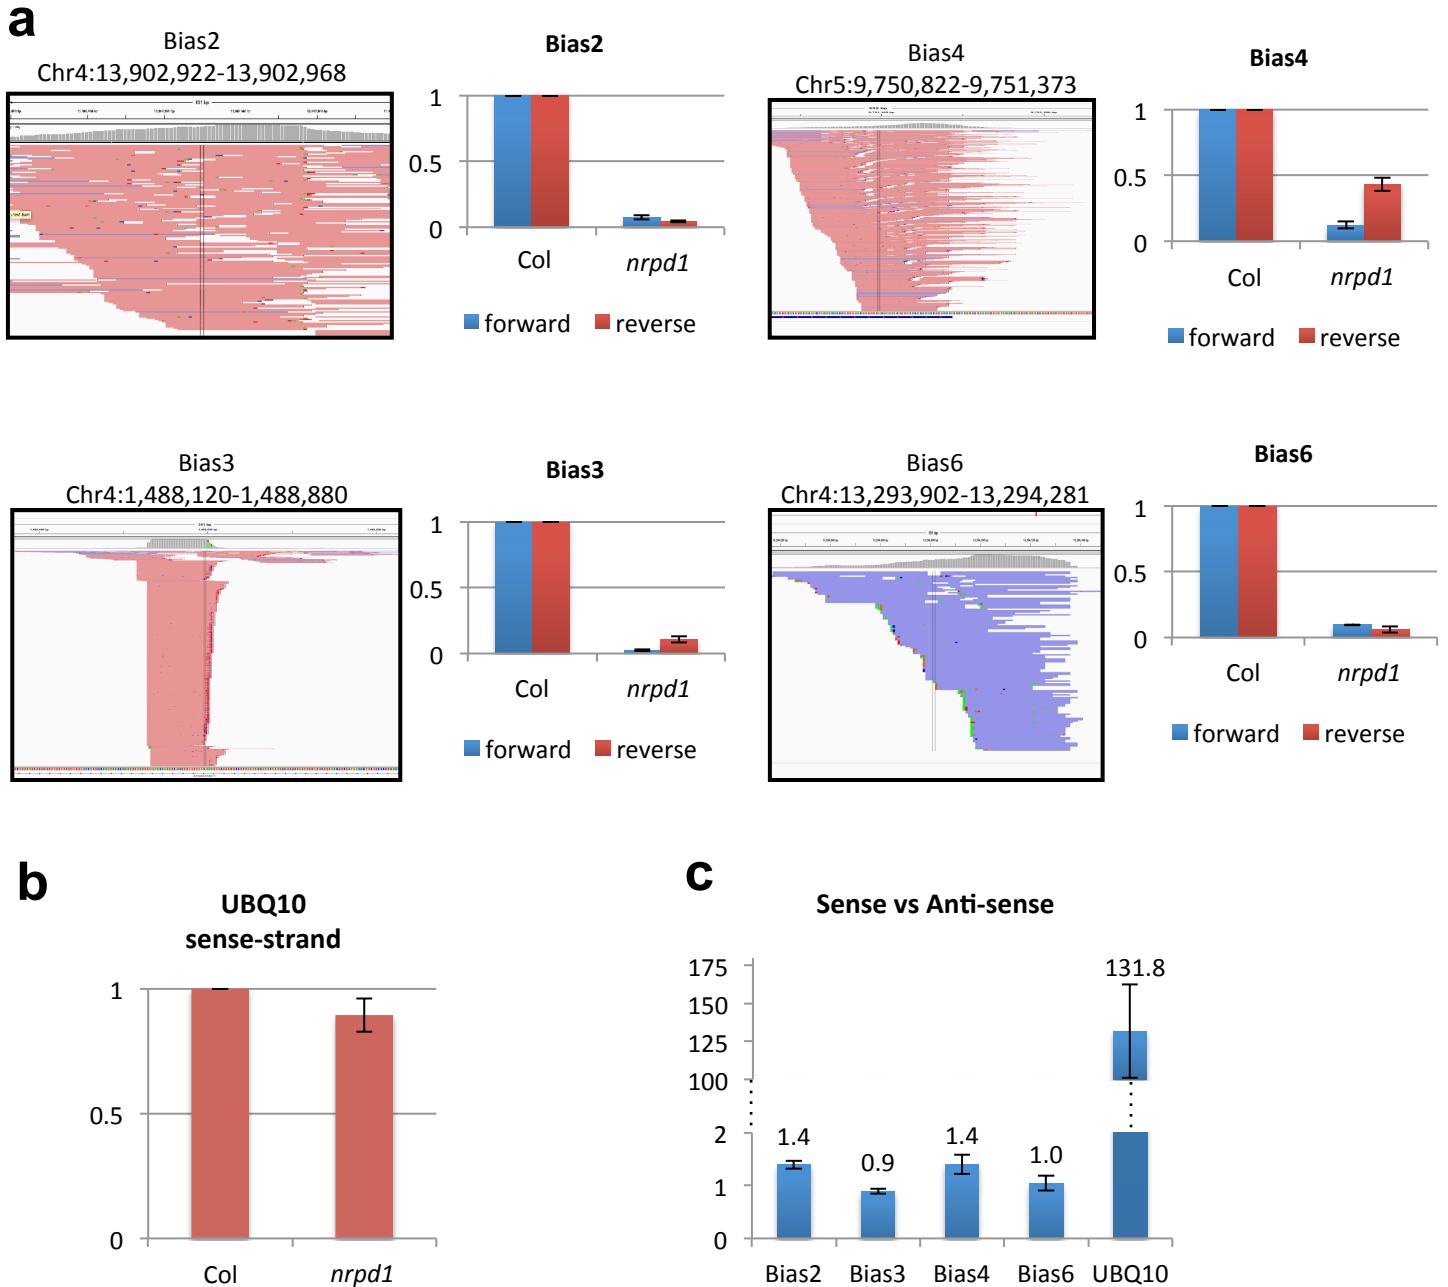 a
Bias2
Chr4:13,902,922-13,902,968
Bias2
1
0.5
0
Col
nrpd1
forward
reverse
Bias4
Chr5:9,750,822-9,751,373
Bias4
1
0.5
0
Col
nrpd1
forward
reverse
Bias3
Chr4:1,488,120-1,488,880
Bias3
1
0.5
0
Col
nrpd1
forward
reverse
Bias6
Chr4:13,293,902-13,294,281
Bias6
1
0.5
0
Col
nrpd1
forward
reverse
b
UBQ10
sense-strand
1
0.5
0
Col
nrpd1
c
Sense vs Anti-sense
175
150
125
100
2
1
0
1.4
0.9
1.4
1.0
131.8
Bias2
Bias3
Bias4
Bias6
UBQ10